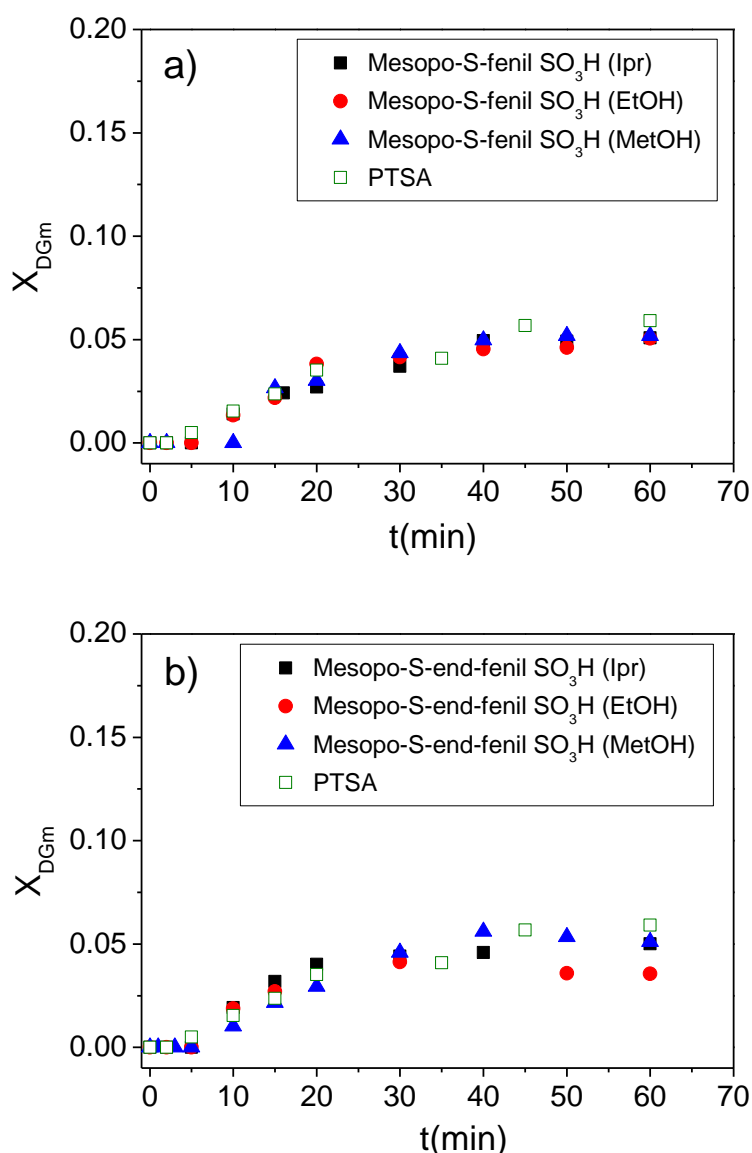 a)
Mesopo-S-fenil SO₃H (Ipr)
Mesopo-S-fenil SO₃H (EtOH)
Mesopo-S-fenil SO₃H (MetOH)
PTSA
0.20
0.15
0.10
0.05
0.00
X_DGm
0 10 20 30 40 50 60 70
t(min)
b)
Mesopo-S-end-fenil SO₃H (Ipr)
Mesopo-S-end-fenil SO₃H (EtOH)
Mesopo-S-end-fenil SO₃H (MetOH)
PTSA
0.20
0.15
0.10
0.05
0.00
X_DGm
0 10 20 30 40 50 60 70
t(min)